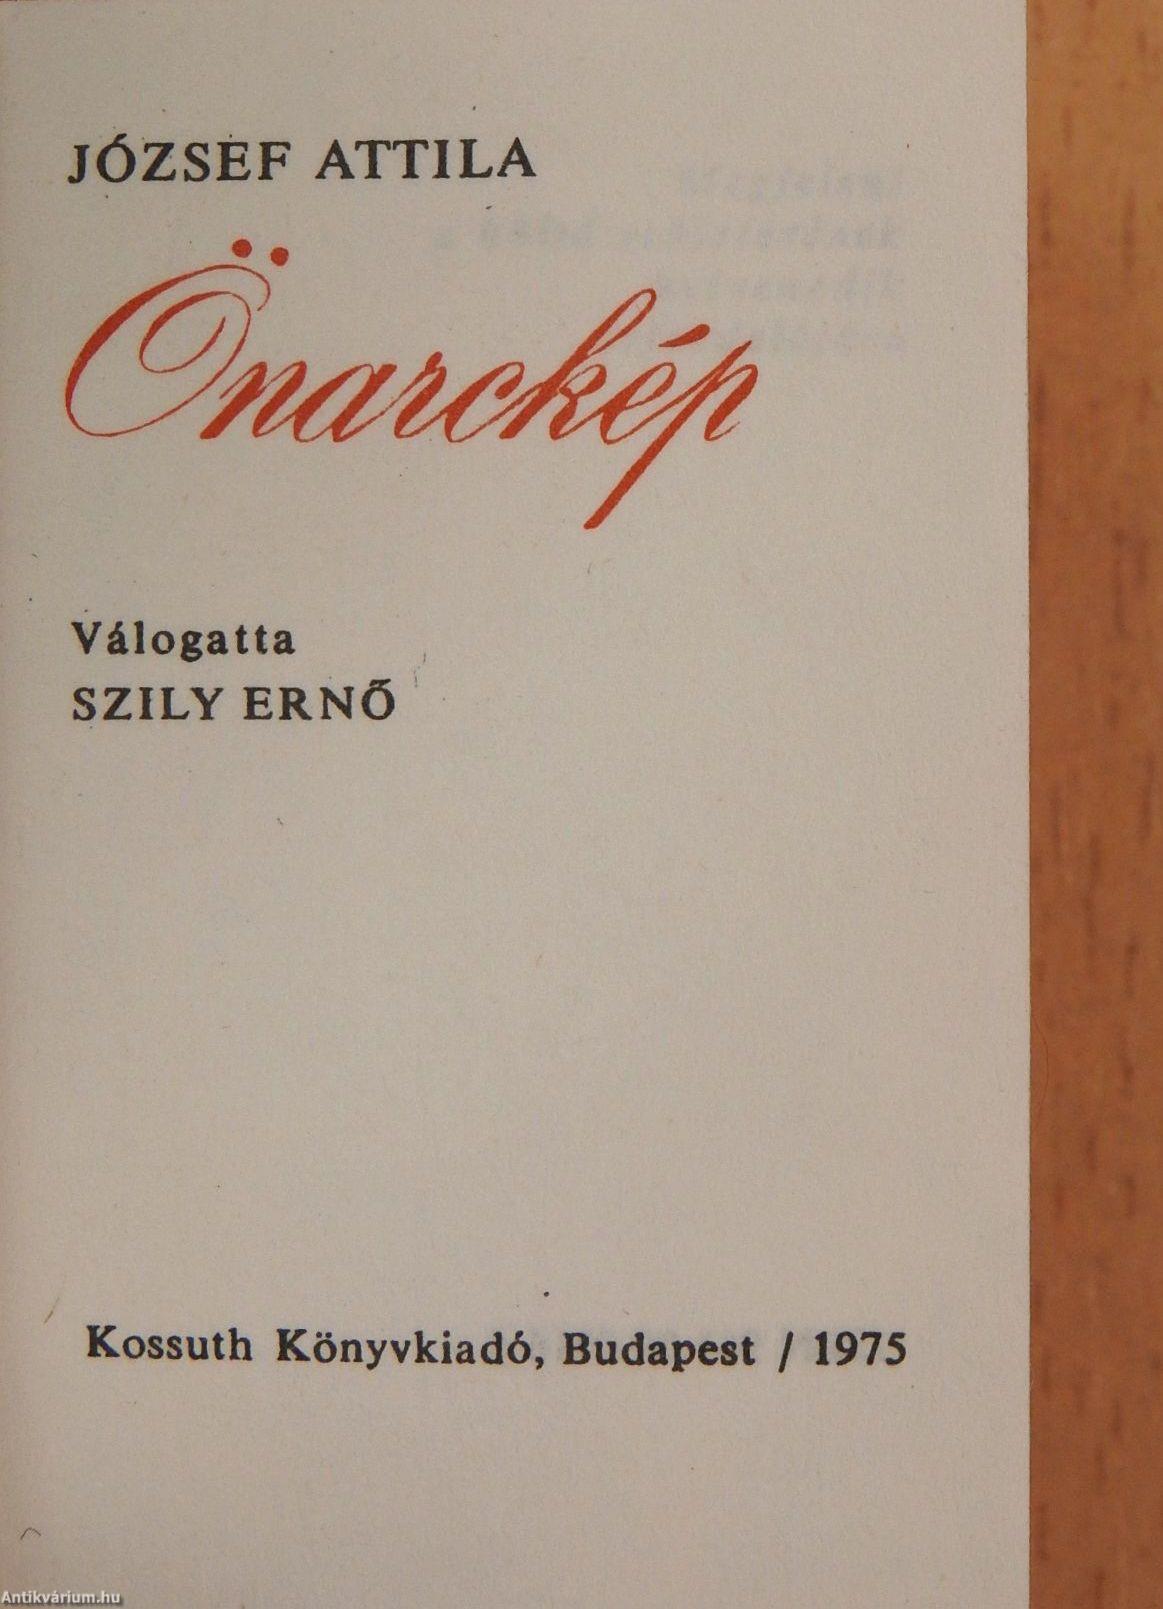 JÓZSEF ATTILA
Önarckép
Válogatta
SZILY ERNŐ
Kossuth Könyvkiadó, Budapest / 1975
Antikvárium.hu